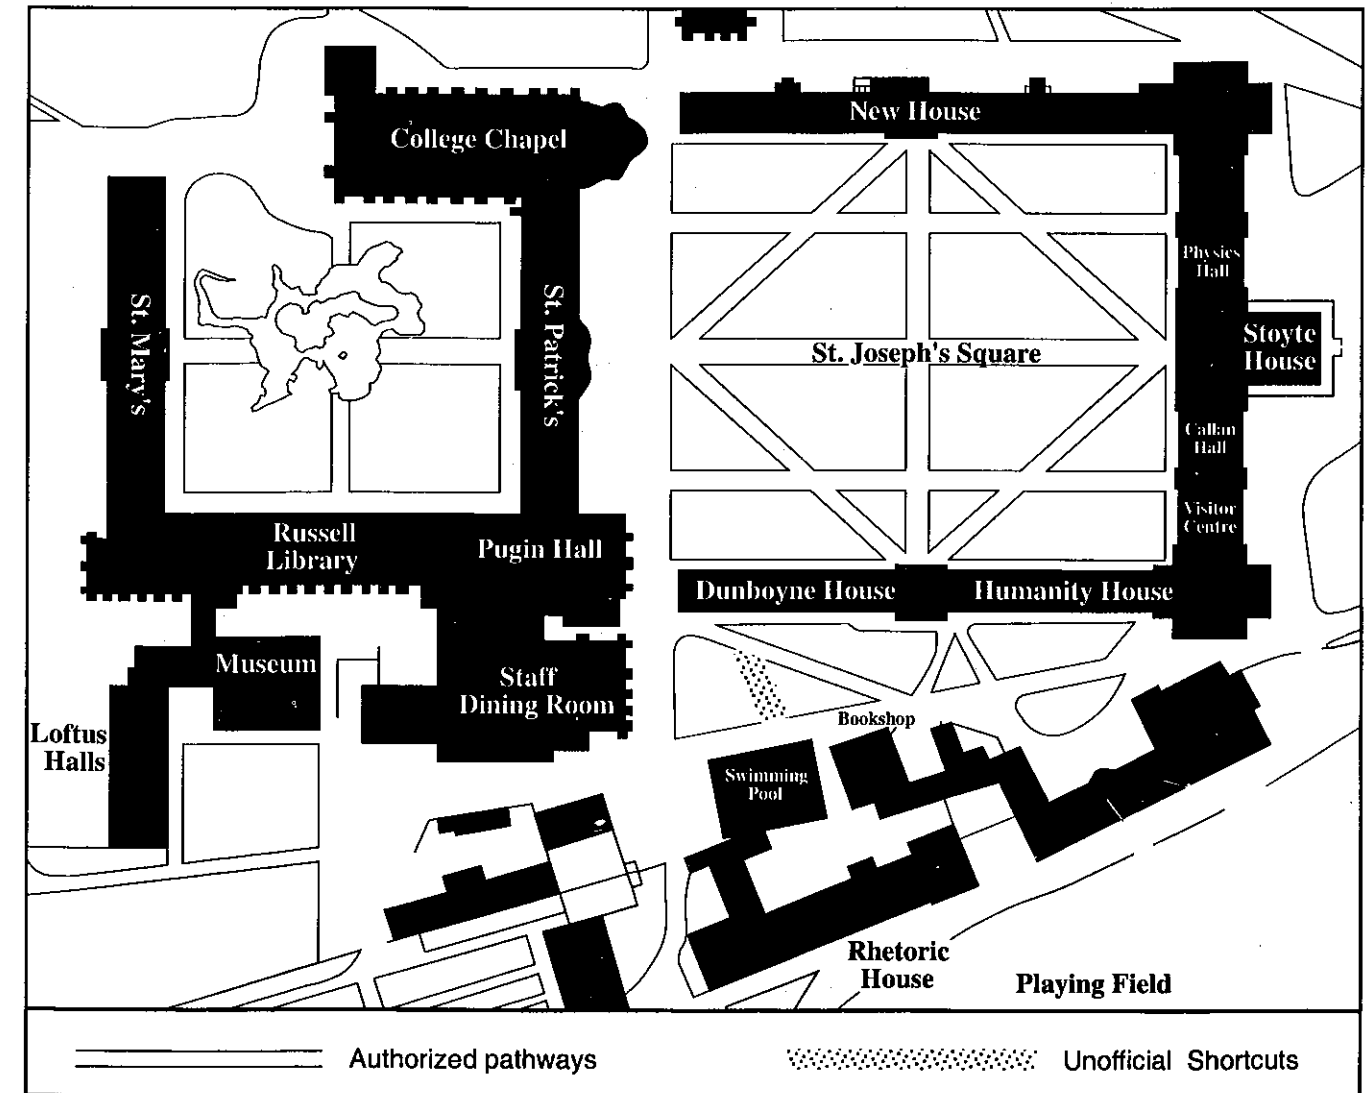 College Chapel
New House
Physics
Hall
St. Mary's
St. Patrick's
St. Joseph's Square
Stoyte
House
Callan
Hall
Visitor
Centre
Russell
Library
Pugin Hall
Dunboyne House
Humanity House
Museum
Staff
Dining Room
Loftus
Halls
Bookshop
Swimming
Pool
Rhetoric
House
Playing Field
Authorized pathways
Unofficial Shortcuts